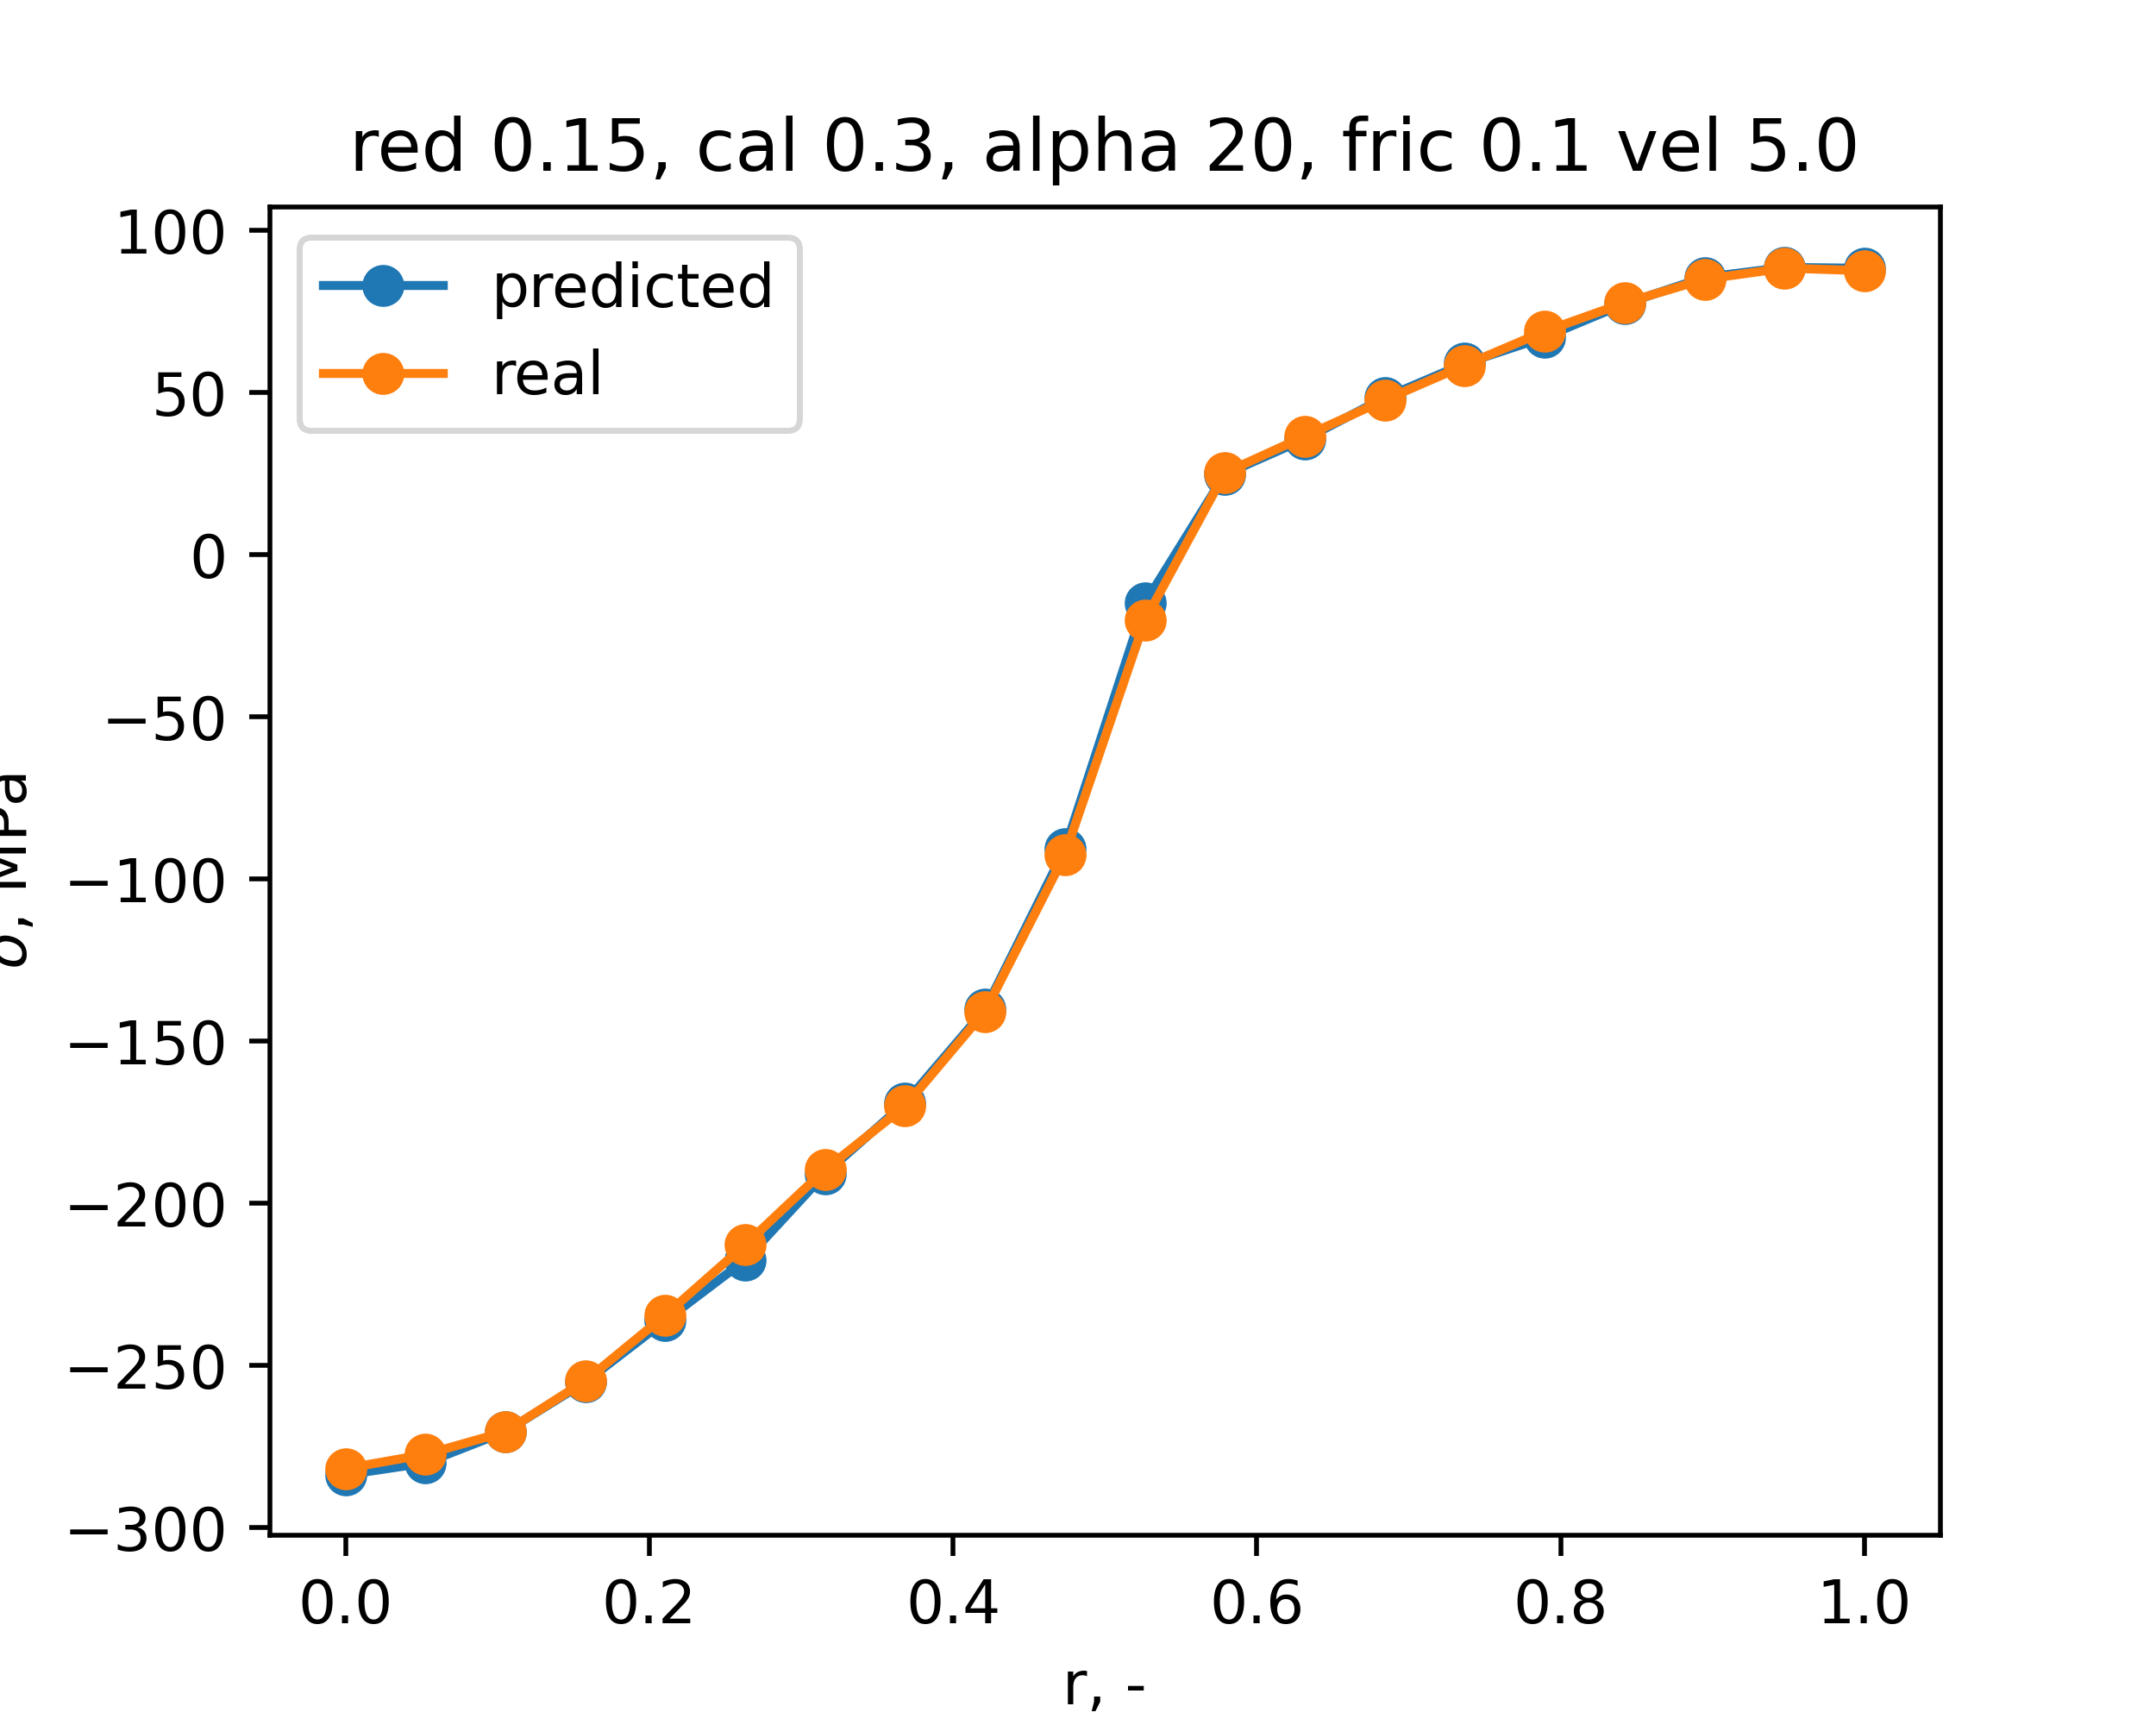 red 0.15, cal 0.3, alpha 20, fric 0.1 vel 5.0
predicted
real
100
50
0
−50
−100
−150
−200
−250
−300
σ, MPa
0.0 0.2 0.4 0.6 0.8 1.0
r, -